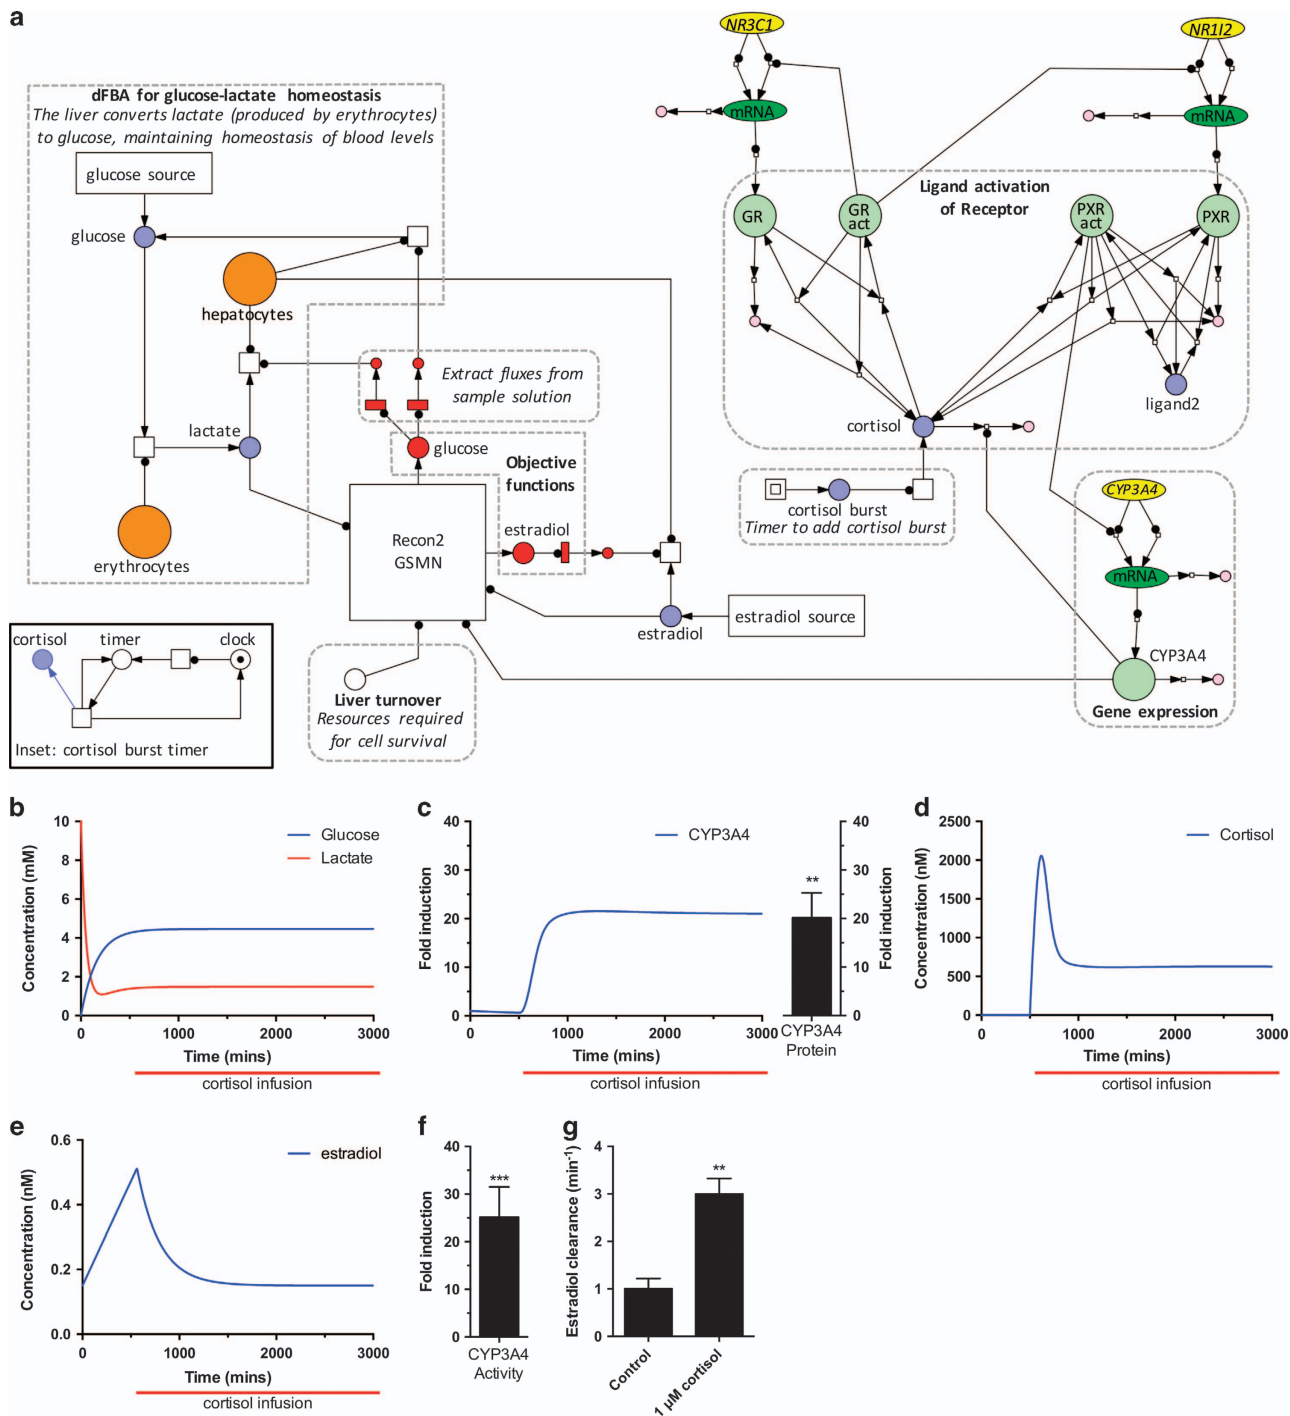 a
dFBA for glucose-lactate homeostasis
The liver converts lactate (produced by erythrocytes)
to glucose, maintaining homeostasis of blood levels
glucose source
glucose
hepatocytes
lactate
erythrocytes
Extract fluxes from
sample solution
glucose
Objective
functions
Recon2
GSMN
estradiol
estradiol
estradiol source
Liver turnover
Resources required
for cell survival
cortisol
timer
clock
Inset: cortisol burst timer
NR3C1
mRNA
NR1I2
mRNA
Ligand activation
of Receptor
GR
GR
act
PXR
act
PXR
ligand2
cortisol
cortisol burst
Timer to add cortisol burst
CYP3A4
mRNA
CYP3A4
Gene expression
b
Concentration (mM)
10
8
6
4
2
0
Glucose
Lactate
0
1000
2000
3000
Time (mins)
cortisol infusion
c
Fold induction
40
30
20
10
0
CYP3A4
0
1000
2000
3000
Time (mins)
cortisol infusion
**
40
30
20
10
0
Fold induction
CYP3A4
Protein
d
Concentration (nM)
2500
2000
1500
1000
500
0
Cortisol
0
1000
2000
3000
Time (mins)
cortisol infusion
e
Concentration (nM)
0.6
0.4
0.2
0.0
estradiol
0
1000
2000
3000
Time (mins)
cortisol infusion
f
Fold induction
40
30
20
10
0
***
CYP3A4
Activity
g
Estradiol clearance (min⁻¹)
4
3
2
1
0
**
Control
1 µM cortisol